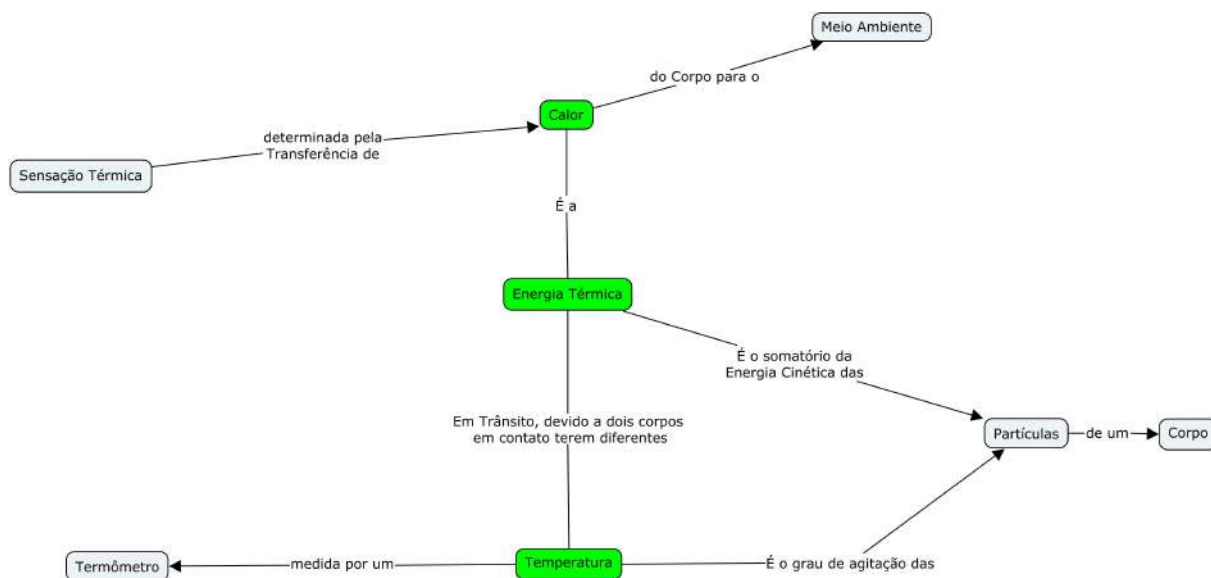 Meio Ambiente
do Corpo para o
Calor
determinada pela
Transferência de
Sensação Térmica
É a
Energia Térmica
É o somatório da
Energia Cinética das
Em Trânsito, devido a dois corpos
em contato terem diferentes
Partículas
de um
Corpo
Termômetro
medida por um
Temperatura
É o grau de agitação das